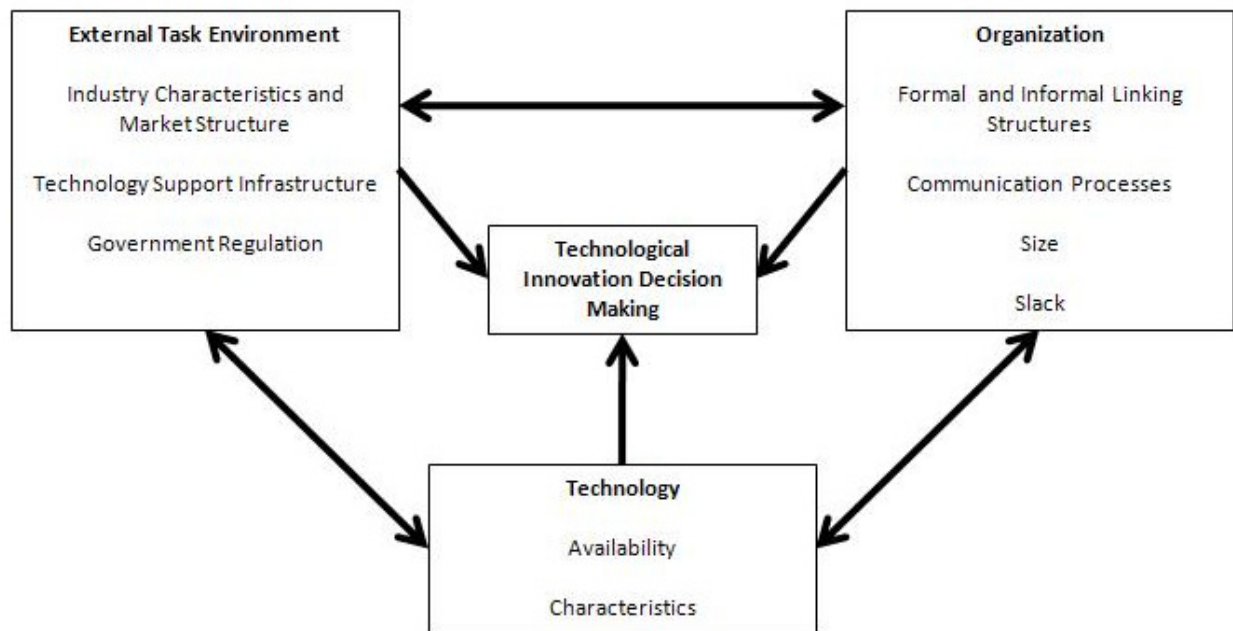 External Task Environment
Industry Characteristics and
Market Structure
Technology Support Infrastructure
Government Regulation
Organization
Formal and Informal Linking
Structures
Communication Processes
Size
Slack
Technological
Innovation Decision
Making
Technology
Availability
Characteristics